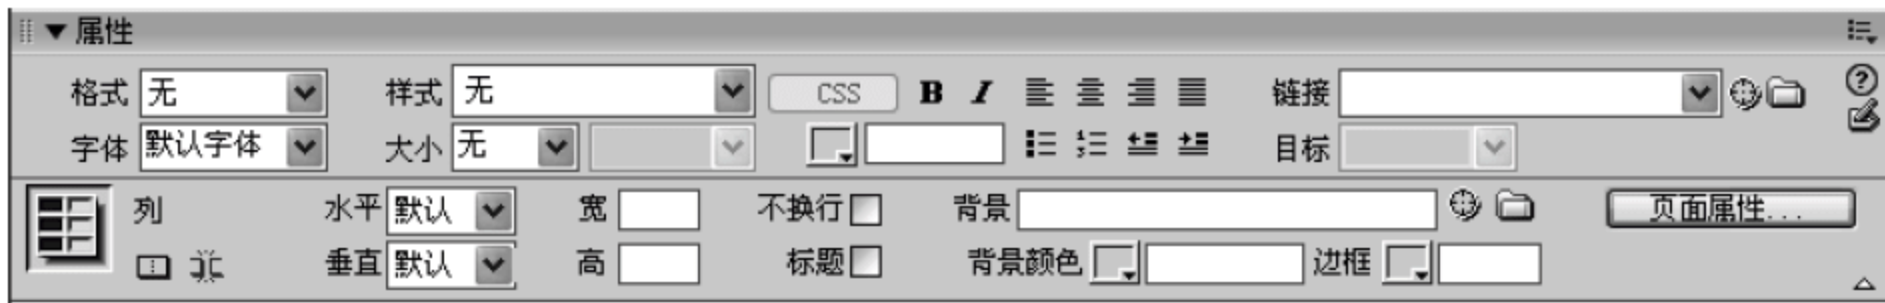 属性
格式 无 样式 无 CSS B I 链接
字体 默认字体 大小 无 目标
列 水平 默认 宽 不换行 背景 页面属性...
垂直 默认 高 标题 背景颜色 边框